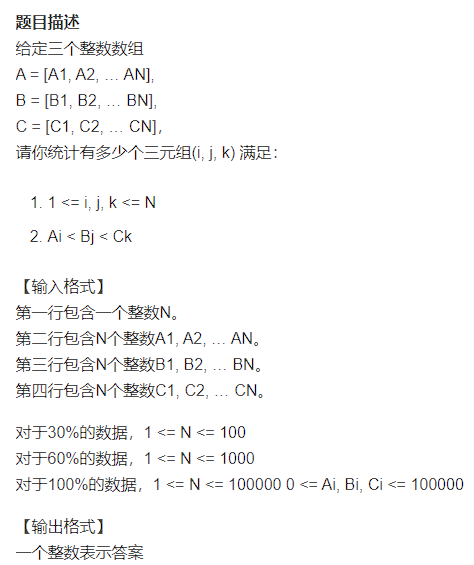 题目描述
给定三个整数数组
A = [A1, A2, … AN],
B = [B1, B2, … BN],
C = [C1, C2, … CN],
请你统计有多少个三元组(i, j, k) 满足：
1. 1 <= i, j, k <= N
2. Ai < Bj < Ck
【输入格式】
第一行包含一个整数N。
第二行包含N个整数A1, A2, … AN。
第三行包含N个整数B1, B2, … BN。
第四行包含N个整数C1, C2, … CN。
对于30%的数据，1 <= N <= 100
对于60%的数据，1 <= N <= 1000
对于100%的数据，1 <= N <= 100000 0 <= Ai, Bi, Ci <= 100000
【输出格式】
一个整数表示答案